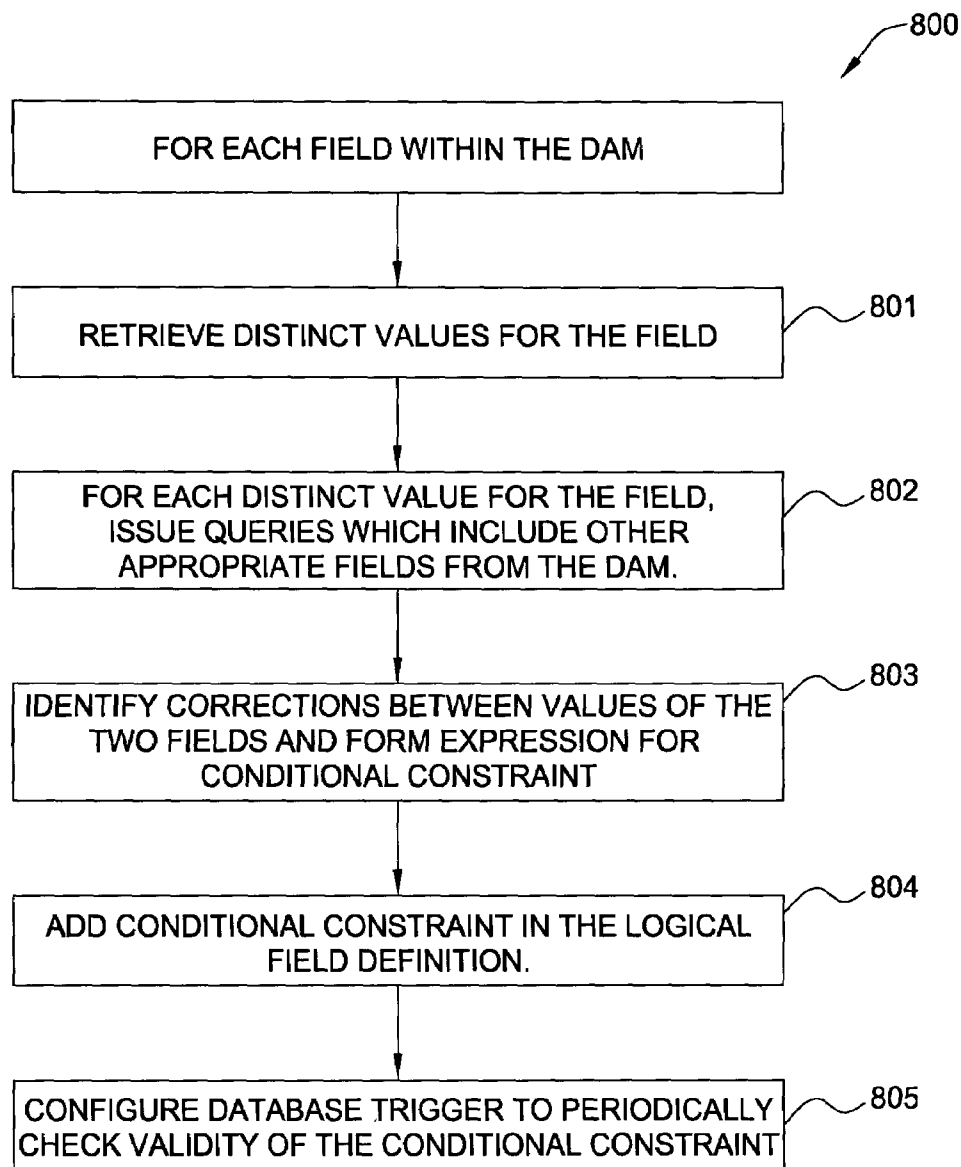 800
FOR EACH FIELD WITHIN THE DAM
RETRIEVE DISTINCT VALUES FOR THE FIELD
801
FOR EACH DISTINCT VALUE FOR THE FIELD,
ISSUE QUERIES WHICH INCLUDE OTHER
APPROPRIATE FIELDS FROM THE DAM.
802
IDENTIFY CORRECTIONS BETWEEN VALUES OF THE
TWO FIELDS AND FORM EXPRESSION FOR
CONDITIONAL CONSTRAINT
803
ADD CONDITIONAL CONSTRAINT IN THE LOGICAL
FIELD DEFINITION.
804
CONFIGURE DATABASE TRIGGER TO PERIODICALLY
CHECK VALIDITY OF THE CONDITIONAL CONSTRAINT
805